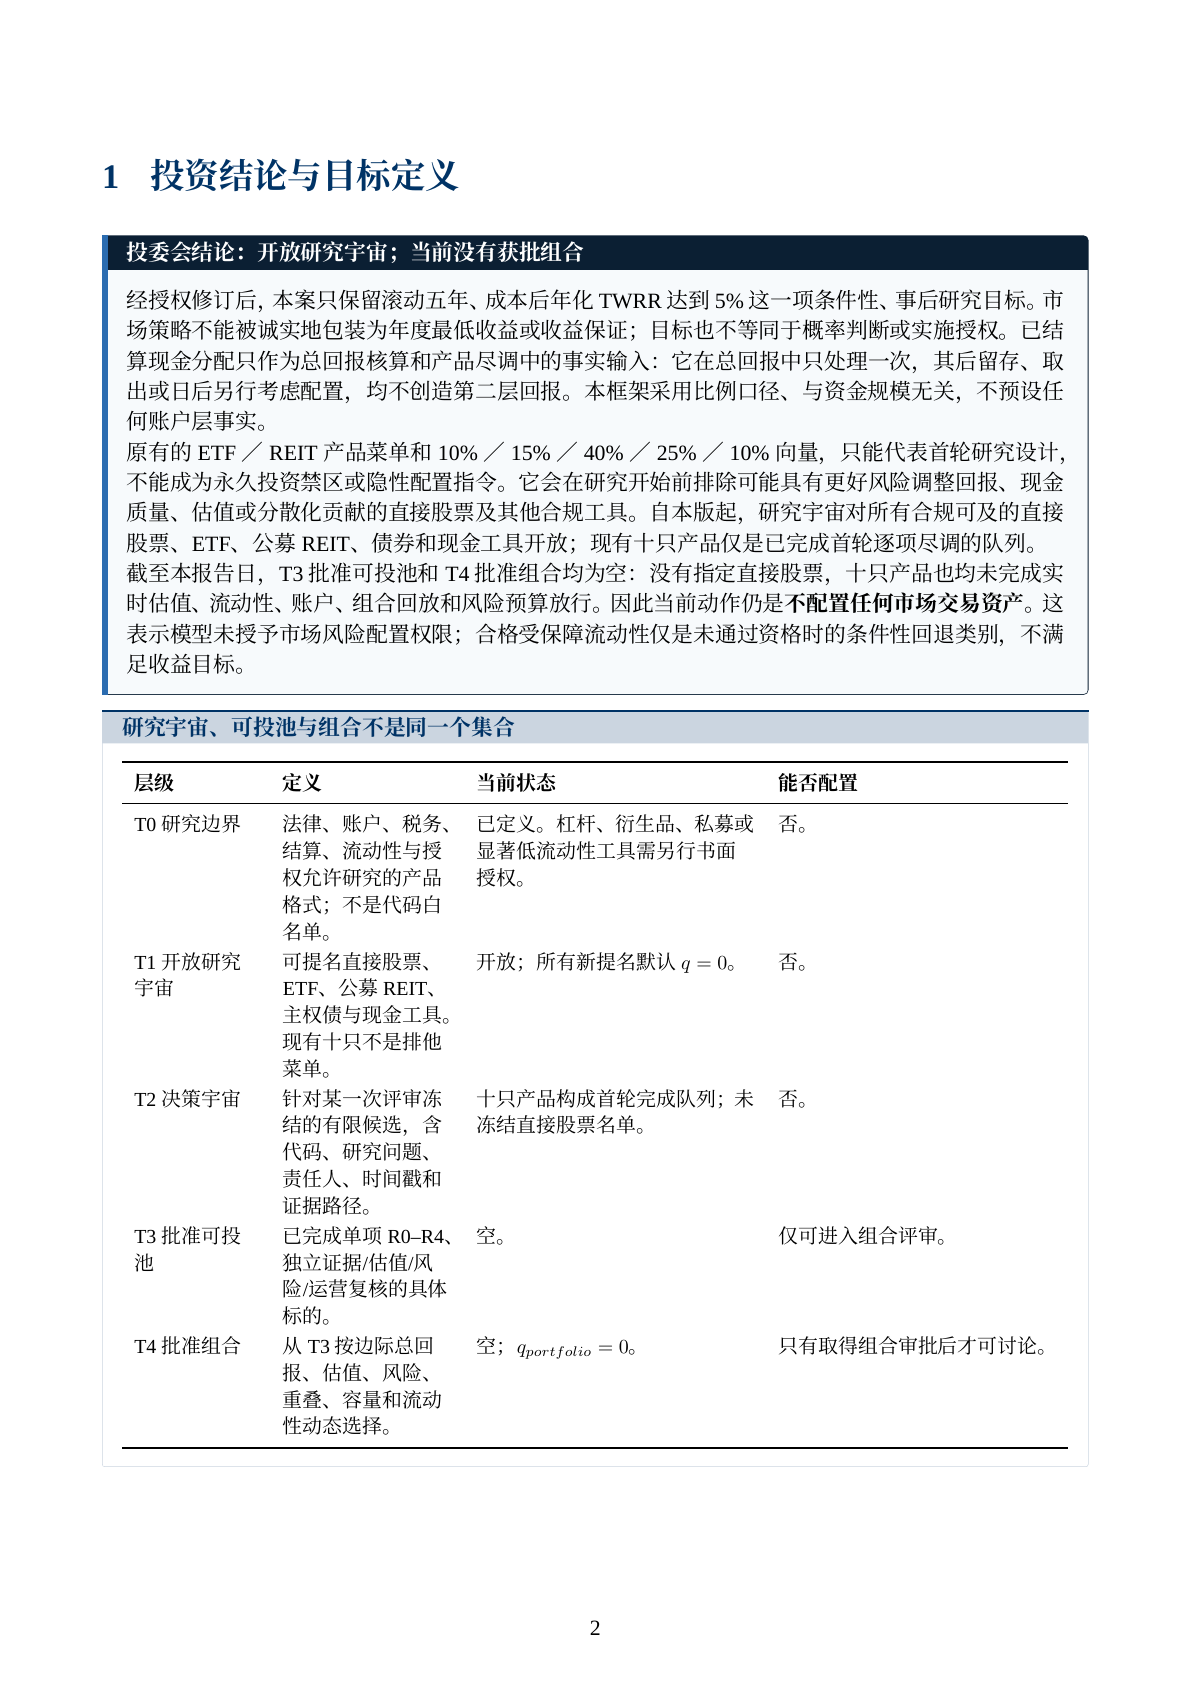 1 投资结论与目标定义
投委会结论：开放研究宇宙；当前没有获批组合
经授权修订后，本案只保留滚动五年、成本后年化 TWRR 达到 5% 这一项条件性、事后研究目标。市
场策略不能被诚实地包装为年度最低收益或收益保证；目标也不等同于概率判断或实施授权。已结
算现金分配只作为总回报核算和产品尽调中的事实输入：它在总回报中只处理一次，其后留存、取
出或日后另行考虑配置，均不创造第二层回报。本框架采用比例口径、与资金规模无关，不预设任
何账户层事实。
原有的 ETF ／ REIT 产品菜单和 10% ／ 15% ／ 40% ／ 25% ／ 10% 向量，只能代表首轮研究设计，
不能成为永久投资禁区或隐性配置指令。它会在研究开始前排除可能具有更好风险调整回报、现金
质量、估值或分散化贡献的直接股票及其他合规工具。自本版起，研究宇宙对所有合规可及的直接
股票、ETF、公募 REIT、债券和现金工具开放；现有十只产品仅是已完成首轮逐项尽调的队列。
截至本报告日，T3 批准可投池和 T4 批准组合均为空：没有指定直接股票，十只产品也均未完成实
时估值、流动性、账户、组合回放和风险预算放行。因此当前动作仍是不配置任何市场交易资产。这
表示模型未授予市场风险配置权限；合格受保障流动性仅是未通过资格时的条件性回退类别，不满
足收益目标。
研究宇宙、可投池与组合不是同一个集合
层级 定义 当前状态 能否配置
T0 研究边界 法律、账户、税务、 已定义。杠杆、衍生品、私募或 否。
结算、流动性与授 显著低流动性工具需另行书面
权允许研究的产品 授权。
格式；不是代码白
名单。
T1 开放研究 可提名直接股票、 开放；所有新提名默认 q = 0。 否。
宇宙 ETF、公募 REIT、
主权债与现金工具。
现有十只不是排他
菜单。
T2 决策宇宙 针对某一次评审冻 十只产品构成首轮完成队列；未 否。
结的有限候选，含 冻结直接股票名单。
代码、研究问题、
责任人、时间戳和
证据路径。
T3 批准可投 已完成单项 R0–R4、 空。 仅可进入组合评审。
池 独立证据/估值/风
险/运营复核的具体
标的。
T4 批准组合 从 T3 按边际总回 空；q_portfolio = 0。 只有取得组合审批后才可讨论。
报、估值、风险、
重叠、容量和流动
性动态选择。
2